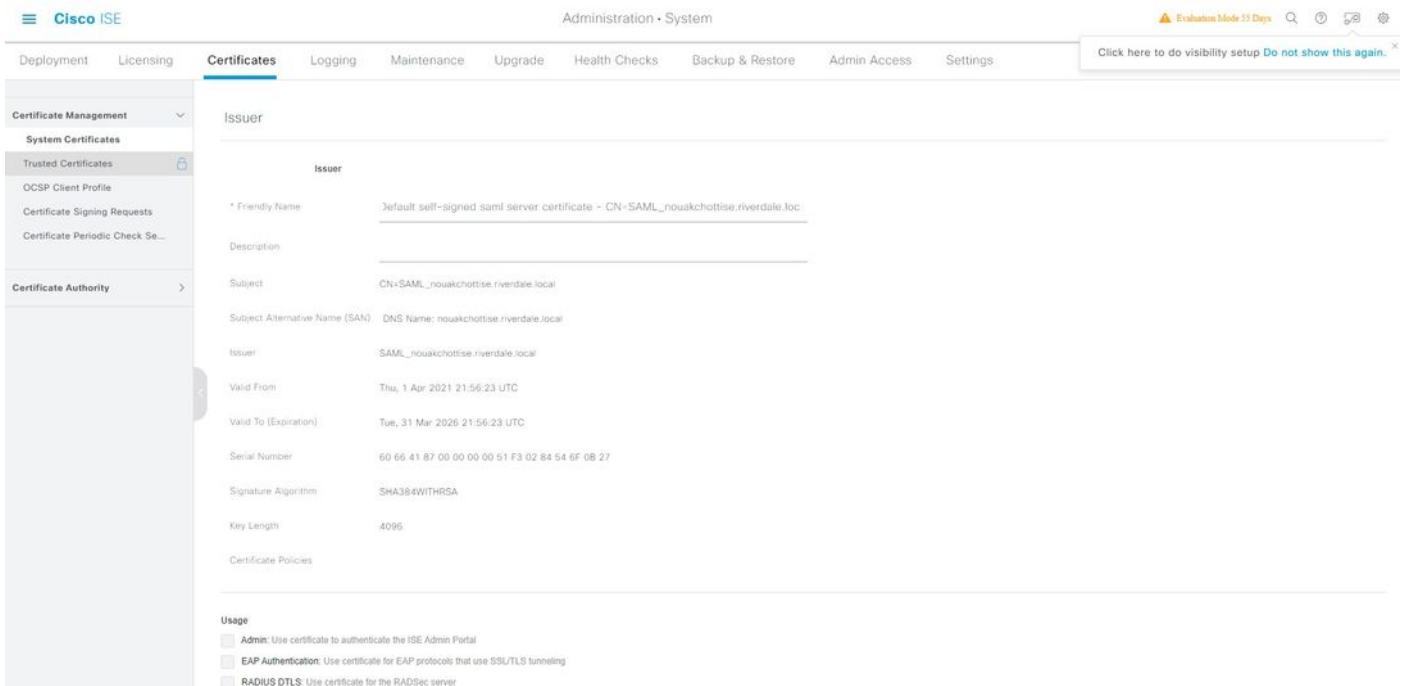 Cisco ISE
Administration • System
Evaluation Mode 55 Days
Click here to do visibility setup Do not show this again.
Deployment Licensing Certificates Logging Maintenance Upgrade Health Checks Backup & Restore Admin Access Settings
Certificate Management
System Certificates
Trusted Certificates
OCSP Client Profile
Certificate Signing Requests
Certificate Periodic Check Se...
Certificate Authority
Issuer
Issuer
* Friendly Name Default self-signed saml server certificate - CN=SAML_nouakchottise.riverdale.loc
Description
Subject CN=SAML_nouakchottise.riverdale.local
Subject Alternative Name (SAN) DNS Name: nouakchottise.riverdale.local
Issuer SAML_nouakchottise.riverdale.local
Valid From Thu, 1 Apr 2021 21:56:23 UTC
Valid To (Expiration) Tue, 31 Mar 2026 21:56:23 UTC
Serial Number 60 66 41 87 00 00 00 00 51 F3 02 84 54 6F 0B 27
Signature Algorithm SHA384WITHRSA
Key Length 4096
Certificate Policies
Usage
Admin: Use certificate to authenticate the ISE Admin Portal
EAP Authentication: Use certificate for EAP protocols that use SSL/TLS tunneling
RADIUS DTLS: Use certificate for the RADSec server